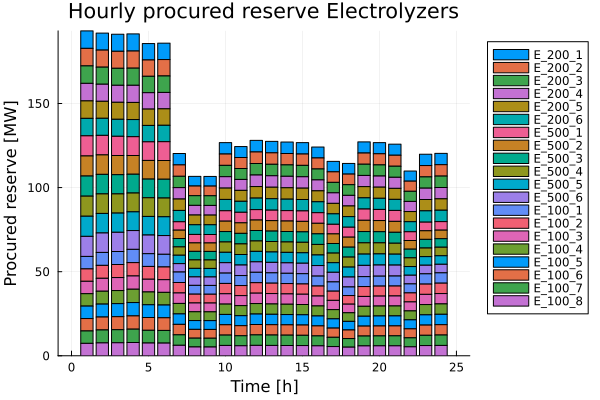 Hourly procured reserve Electrolyzers
Procured reserve [MW]
150
100
50
0
0 5 10 15 20 25
Time [h]
E_200_1
E_200_2
E_200_3
E_200_4
E_200_5
E_200_6
E_500_1
E_500_2
E_500_3
E_500_4
E_500_5
E_500_6
E_100_1
E_100_2
E_100_3
E_100_4
E_100_5
E_100_6
E_100_7
E_100_8